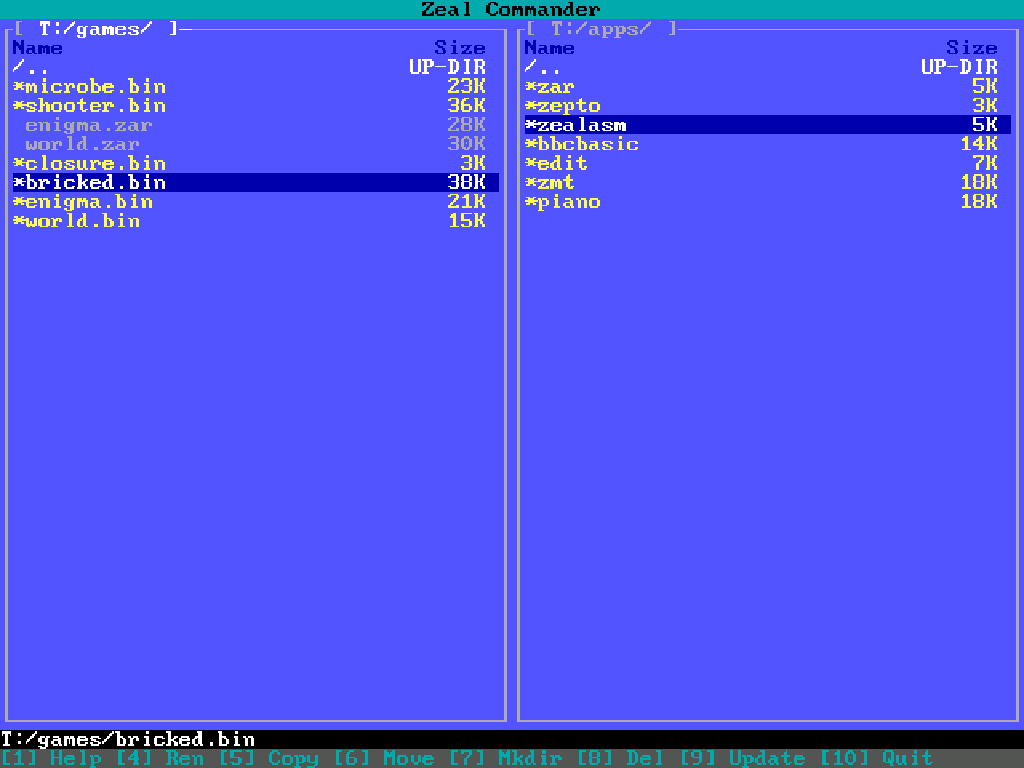 Zeal Commander
[ T:/games/ ]
Name Size
/.. UP-DIR
*microbe.bin 23K
*shooter.bin 36K
enigma.zar 28K
world.zar 30K
*closure.bin 3K
*bricked.bin 38K
*enigma.bin 21K
*world.bin 15K
[ T:/apps/ ]
Name Size
/.. UP-DIR
*zar 5K
*zepto 3K
*zealasm 5K
*bbcbasic 14K
*edit 7K
*zmt 18K
*piano 18K
T:/games/bricked.bin
[1] Help [4] Ren [5] Copy [6] Move [7] Mkdir [8] Del [9] Update [10] Quit